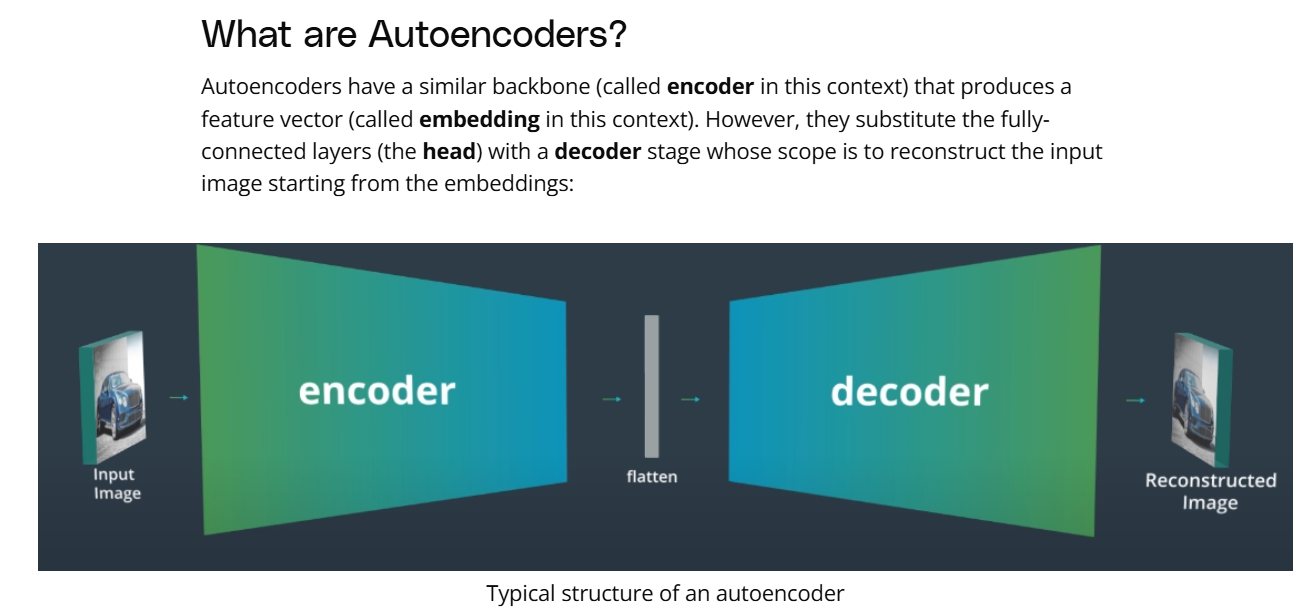 What are Autoencoders?
Autoencoders have a similar backbone (called encoder in this context) that produces a
feature vector (called embedding in this context). However, they substitute the fully-
connected layers (the head) with a decoder stage whose scope is to reconstruct the input
image starting from the embeddings:
encoder
decoder
Input
Image
flatten
Reconstructed
Image
Typical structure of an autoencoder